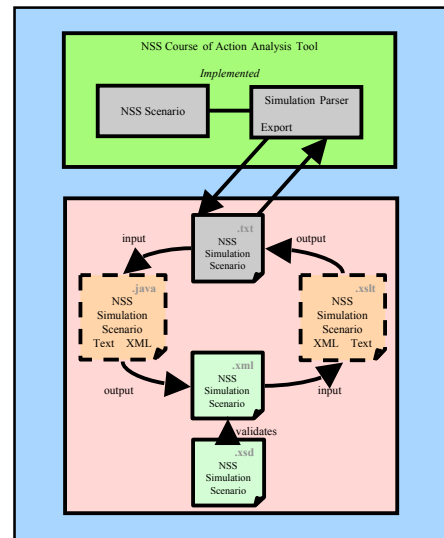 NSS Course of Action Analysis Tool
Implemented
NSS Scenario
Simulation Parser
Export
.txt
NSS
Simulation
Scenario
input
output
.java
NSS
Simulation
Scenario
Text XML
.xslt
NSS
Simulation
Scenario
XML Text
.xml
NSS
Simulation
Scenario
output
input
validates
.xsd
NSS
Simulation
Scenario